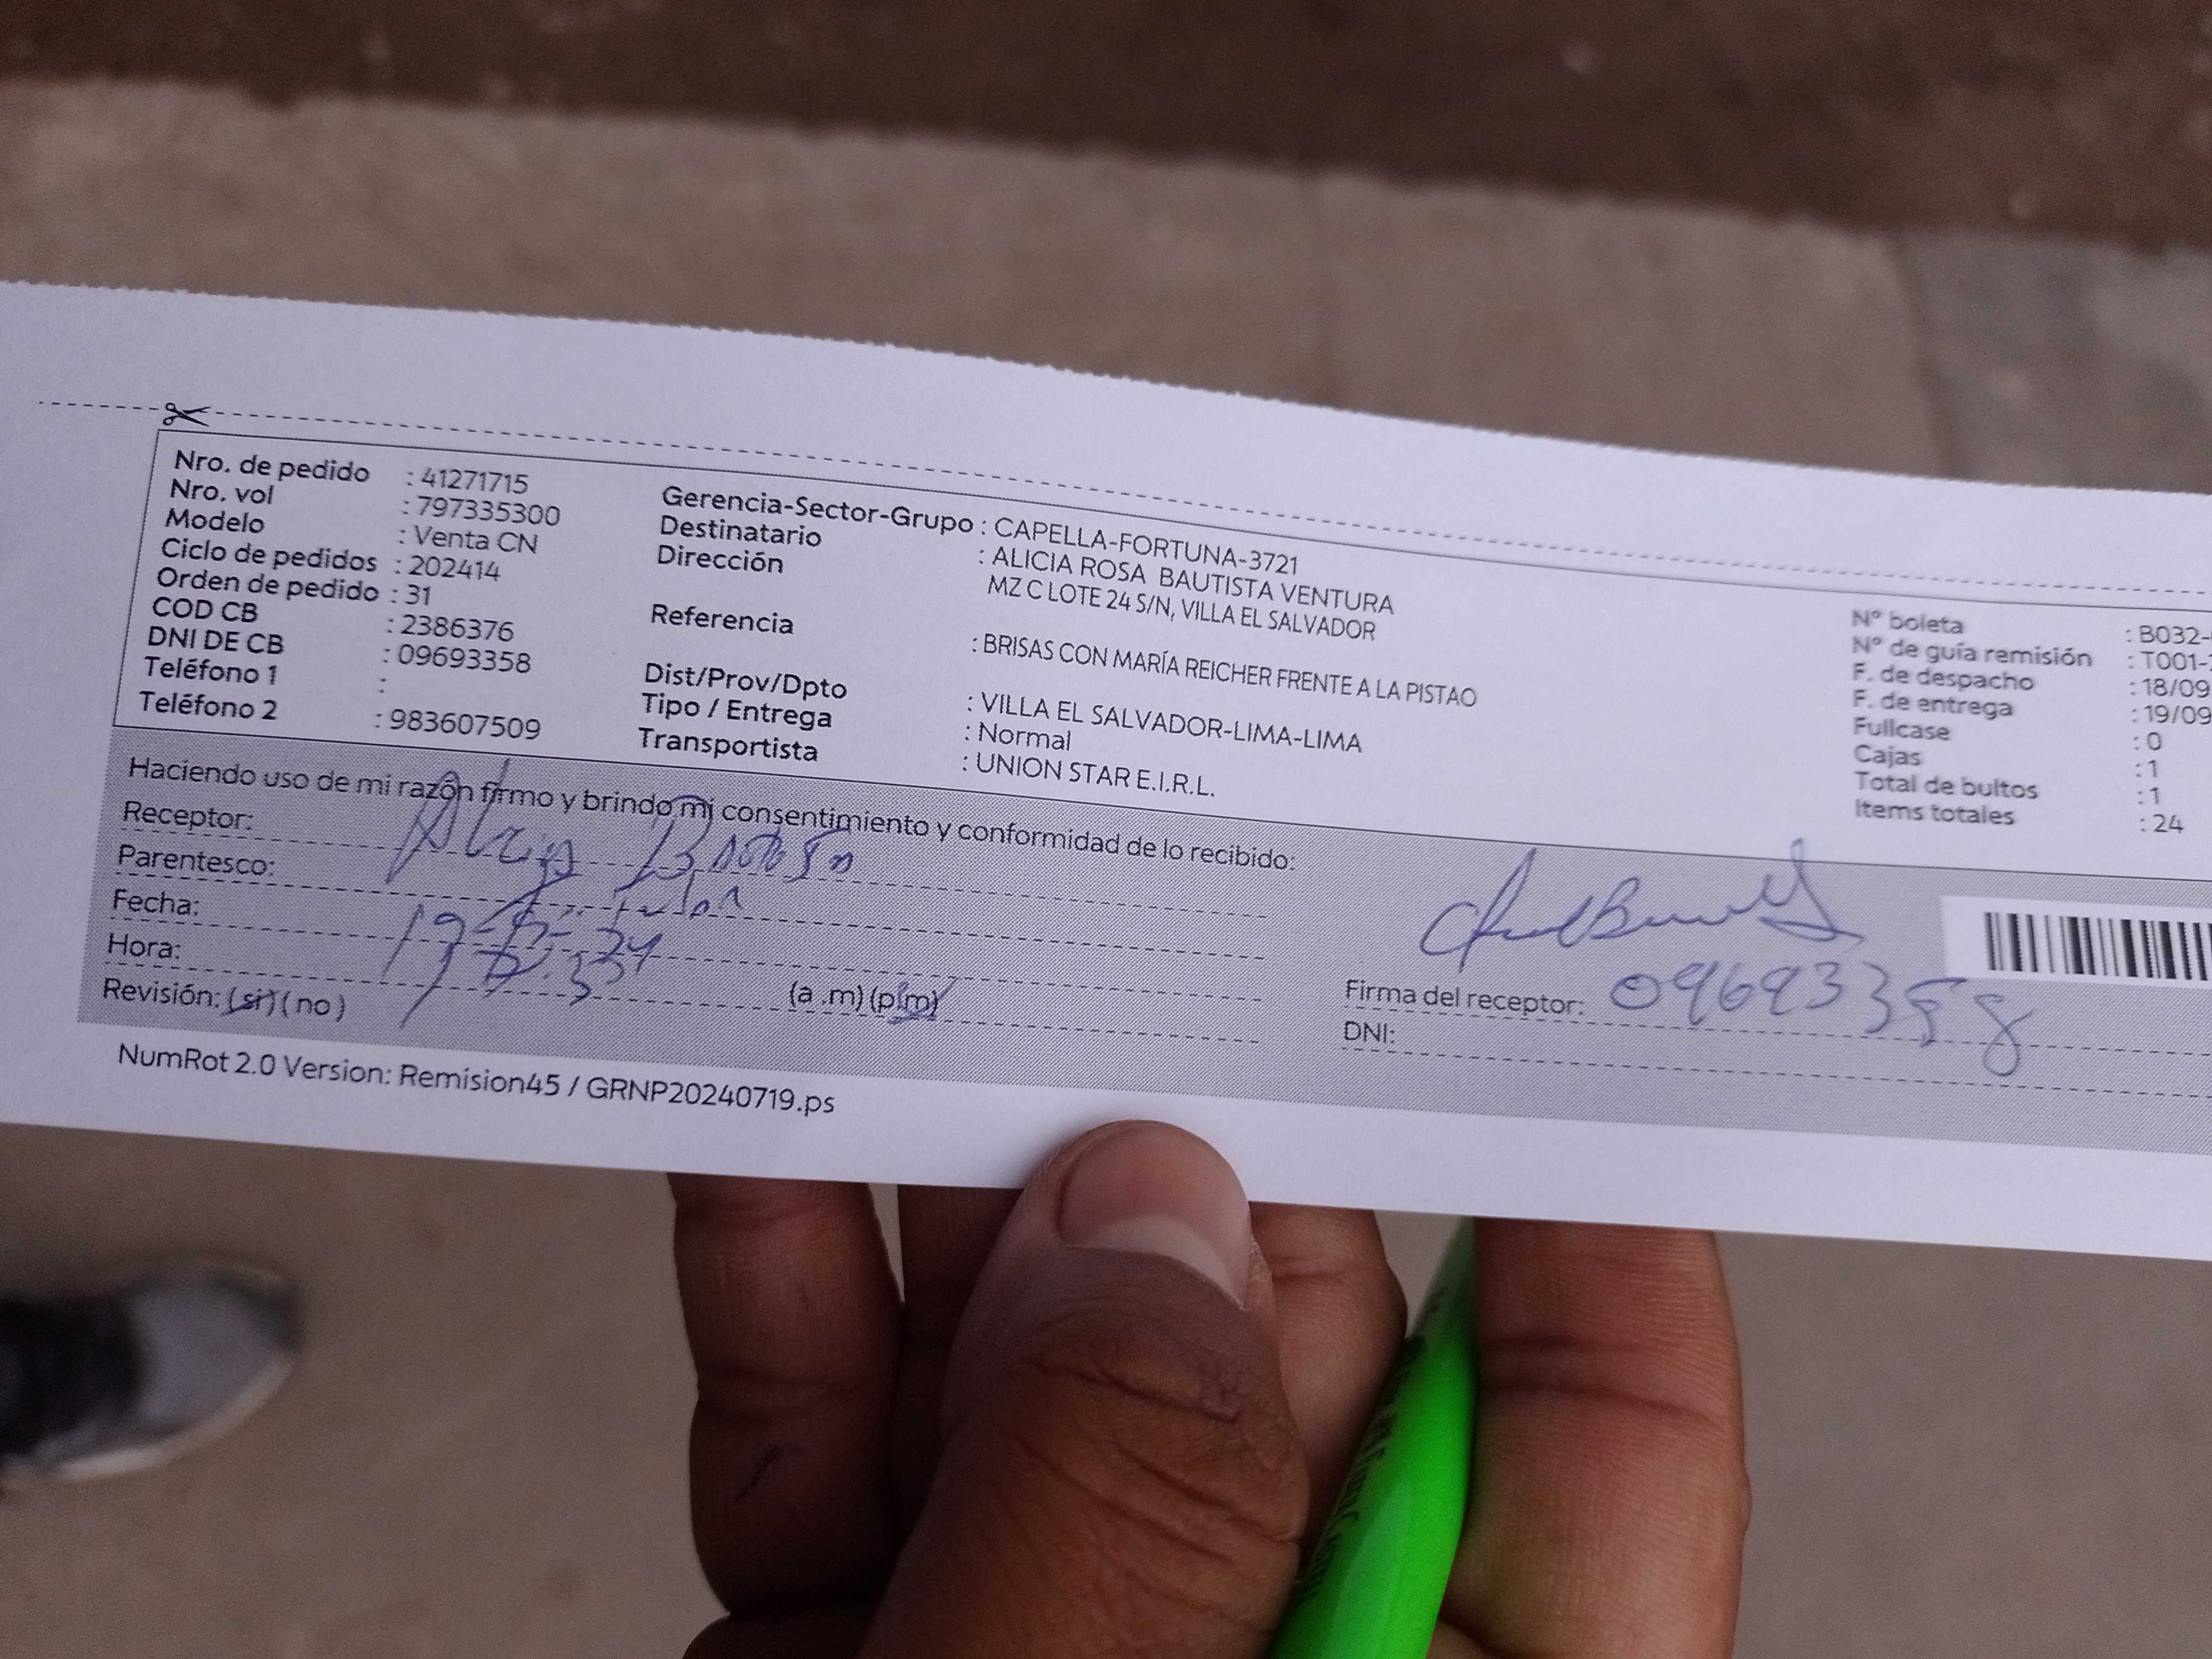 Nro. de pedido : 41271715
Nro. vol : 797335300
Modelo : Venta CN
Ciclo de pedidos : 202414
Orden de pedido : 31
COD CB : 2386376
DNI DE CB : 09693358
Teléfono 1 :
Teléfono 2 : 983607509
Gerencia-Sector-Grupo : CAPELLA-FORTUNA-3721
Destinatario : ALICIA ROSA BAUTISTA VENTURA
Dirección MZ C LOTE 24 S/N, VILLA EL SALVADOR
Referencia : BRISAS CON MARÍA REICHER FRENTE A LA PISTAO
Dist/Prov/Dpto : VILLA EL SALVADOR-LIMA-LIMA
Tipo / Entrega : Normal
Transportista : UNION STAR E.I.R.L.
Nº boleta : B032-
Nº de guía remisión : T001-
F. de despacho : 18/09
F. de entrega : 19/09
Fullcase : 0
Cajas : 1
Total de bultos : 1
Items totales : 24
Haciendo uso de mi razón firmo y brindo mi consentimiento y conformidad de lo recibido:
Receptor:
Parentesco:
Fecha:
Hora: (a .m) (p.m)
Revisión: (si) (no)
Firma del receptor: 09693358
DNI:
NumRot 2.0 Version: Remision45 / GRNP20240719.ps